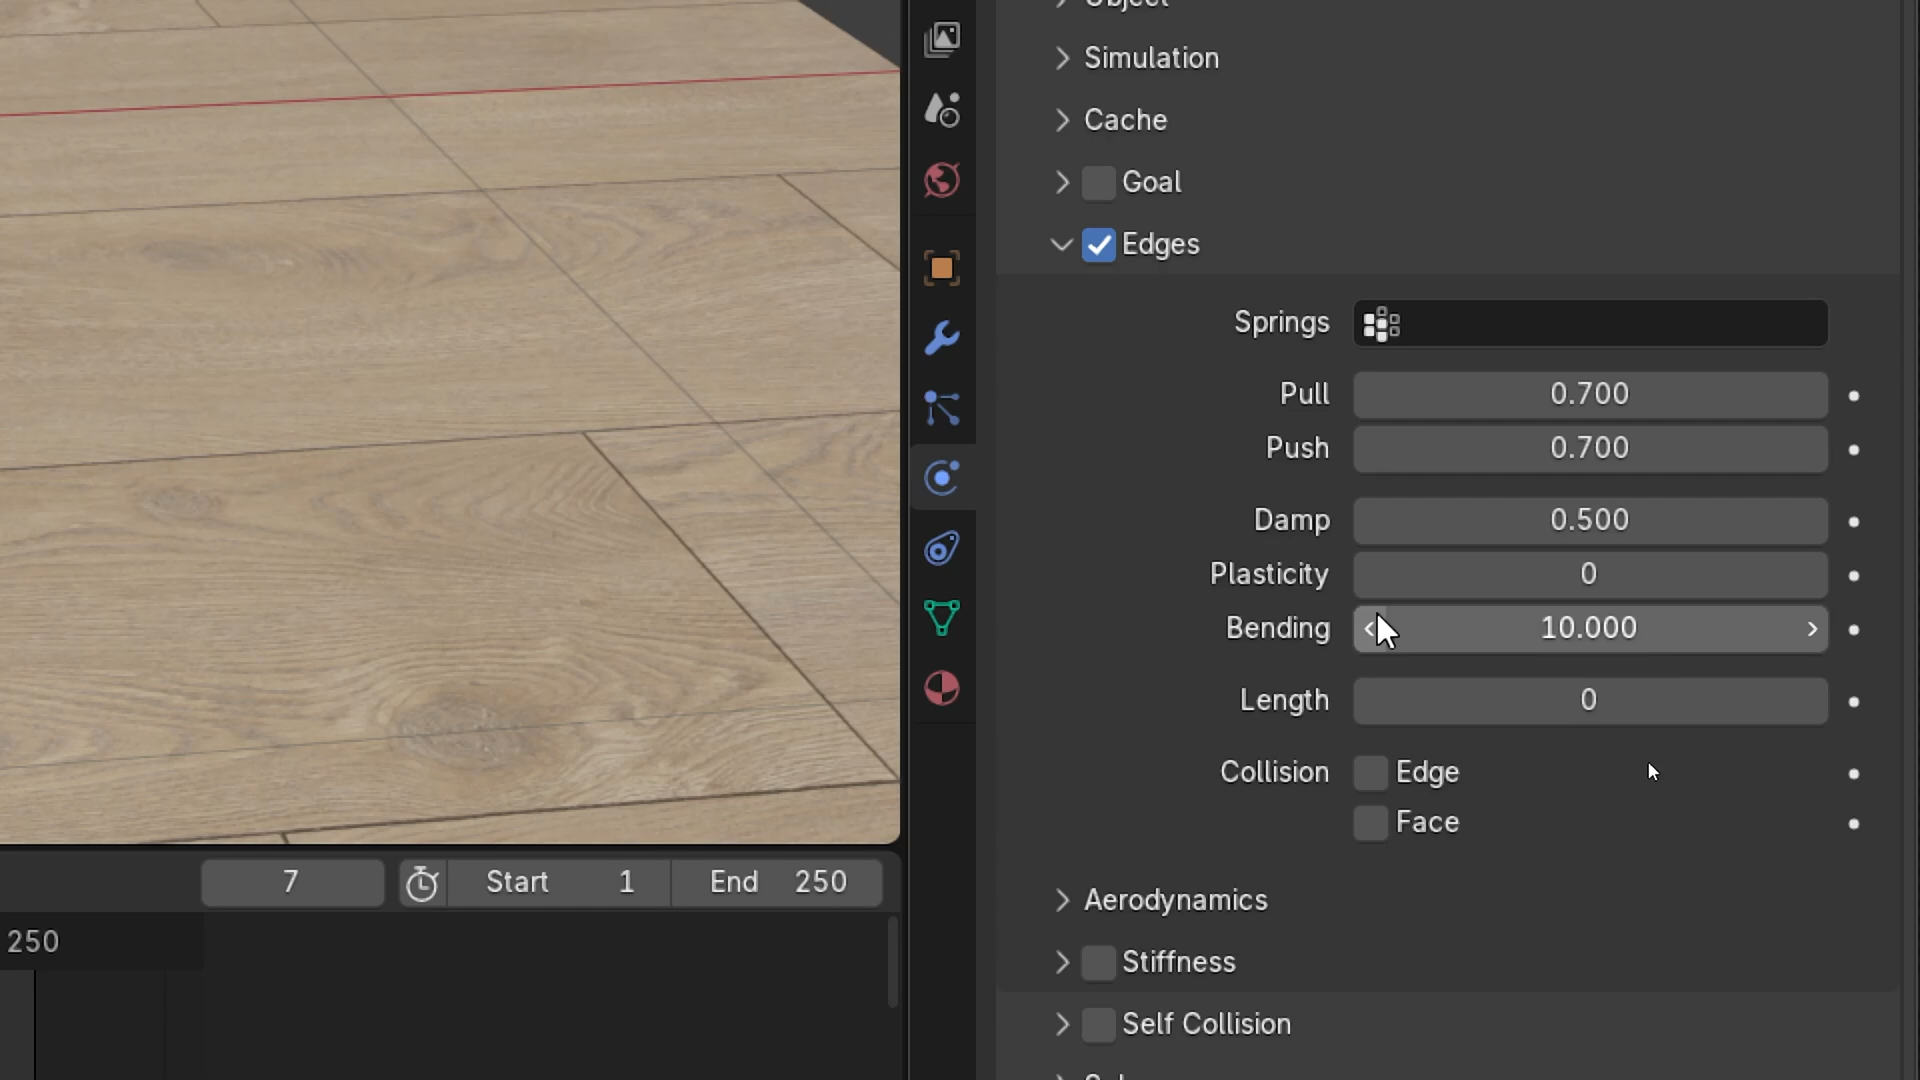 Object
Simulation
Cache
Goal
Edges
Springs
Pull 0.700
Push 0.700
Damp 0.500
Plasticity 0
Bending 10.000
Length 0
Collision Edge
Face
Aerodynamics
Stiffness
Self Collision
7 Start 1 End 250
250